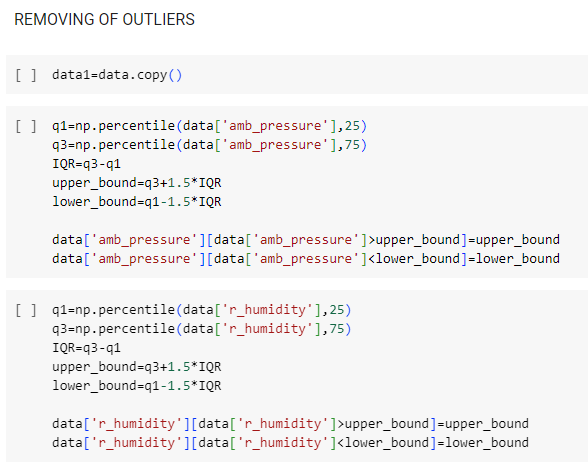 REMOVING OF OUTLIERS
[ ] data1=data.copy()
[ ] q1=np.percentile(data['amb_pressure'],25)
q3=np.percentile(data['amb_pressure'],75)
IQR=q3-q1
upper_bound=q3+1.5*IQR
lower_bound=q1-1.5*IQR
data['amb_pressure'][data['amb_pressure']>upper_bound]=upper_bound
data['amb_pressure'][data['amb_pressure']<lower_bound]=lower_bound
[ ] q1=np.percentile(data['r_humidity'],25)
q3=np.percentile(data['r_humidity'],75)
IQR=q3-q1
upper_bound=q3+1.5*IQR
lower_bound=q1-1.5*IQR
data['r_humidity'][data['r_humidity']>upper_bound]=upper_bound
data['r_humidity'][data['r_humidity']<lower_bound]=lower_bound